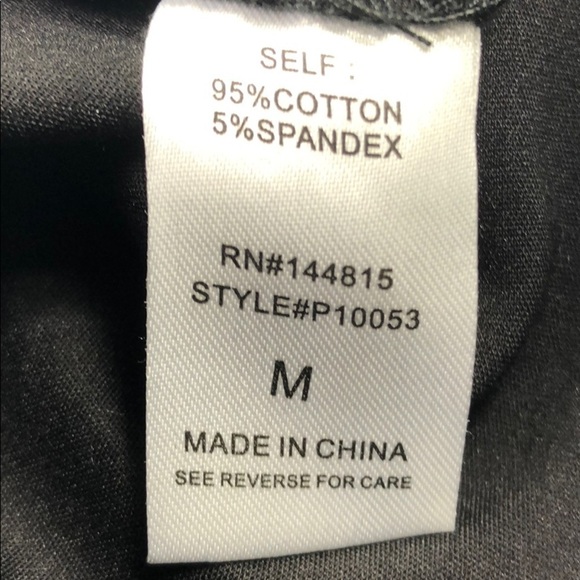 SELF :
95%COTTON
5%SPANDEX
RN#144815
STYLE#P10053
M
MADE IN CHINA
SEE REVERSE FOR CARE